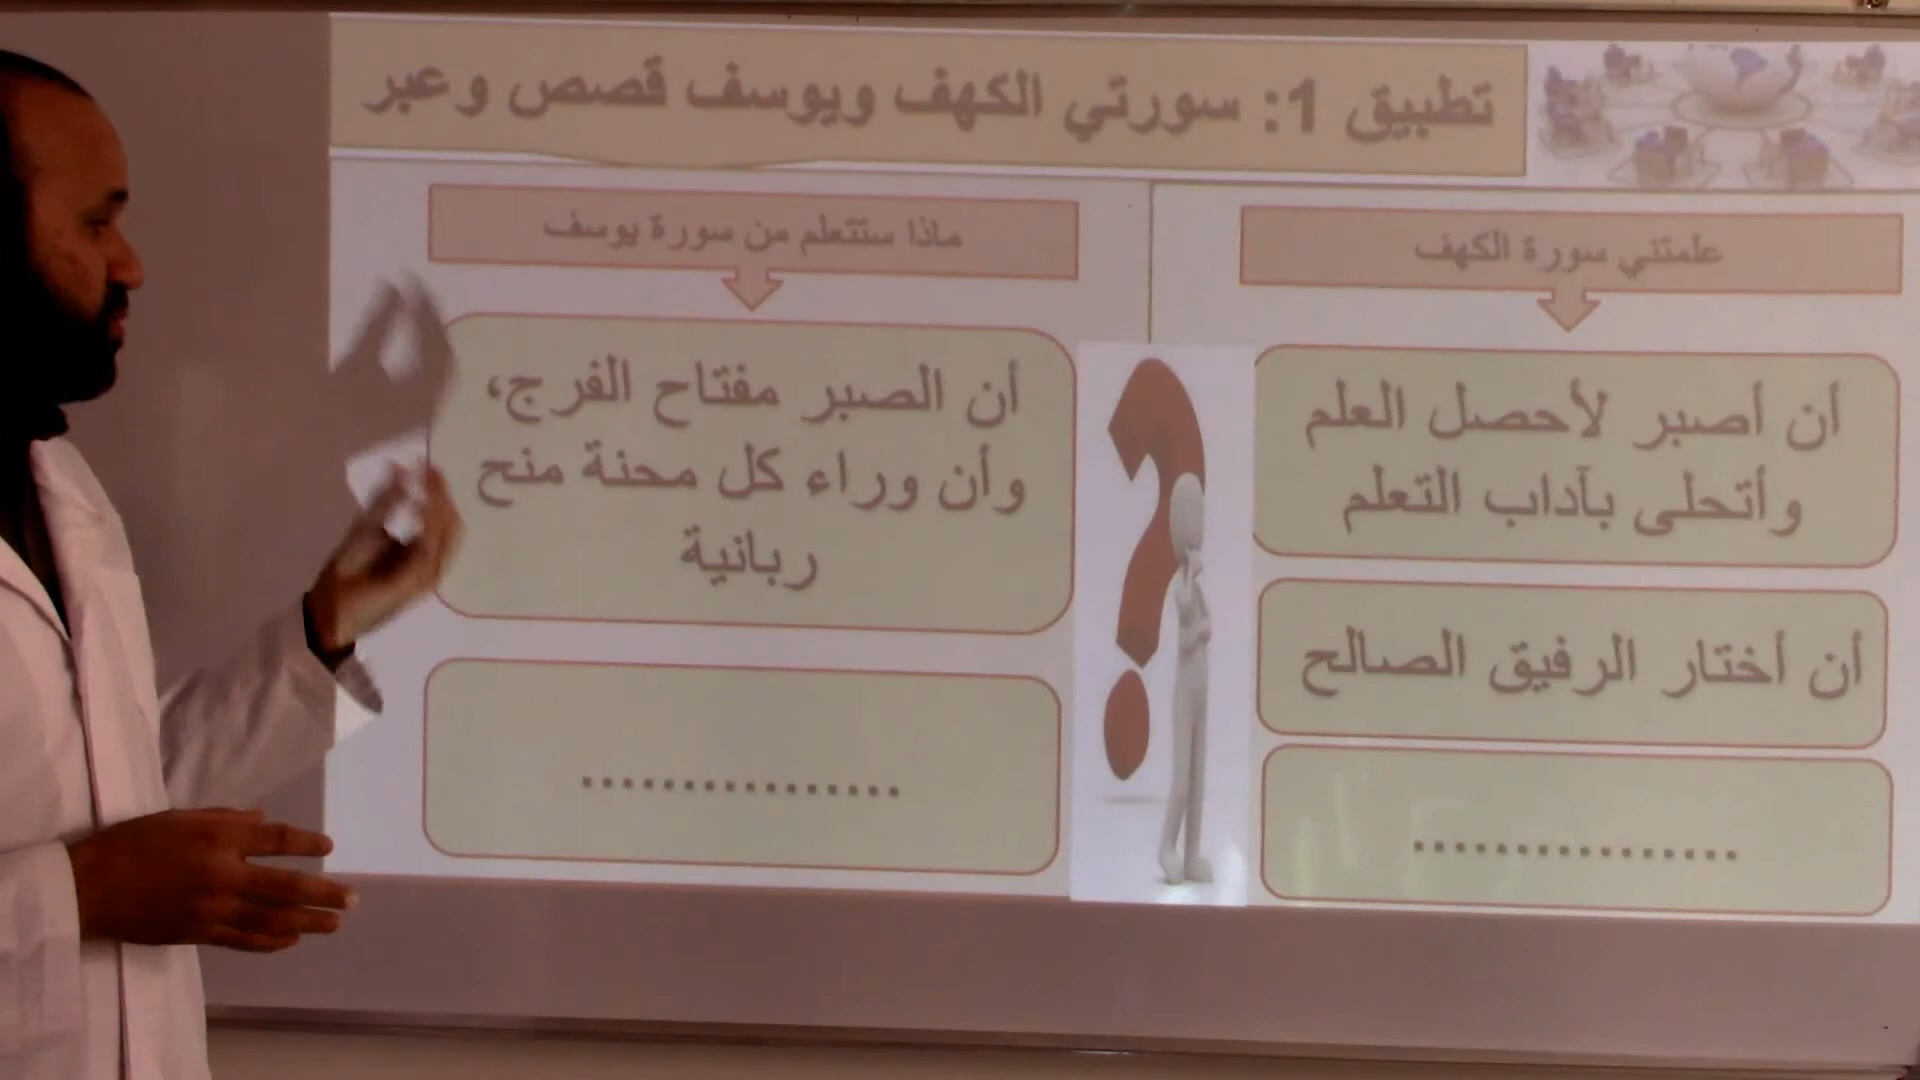 تطبيق 1: سورتي الكهف ويوسف قصص وعبر
علمتني سورة الكهف
أن أصبر لأحصل العلم
وأتحلى بآداب التعلم
أن أختار الرفيق الصالح
................
ماذا ستتعلم من سورة يوسف
أن الصبر مفتاح الفرج،
وأن وراء كل محنة منح
ربانية
................